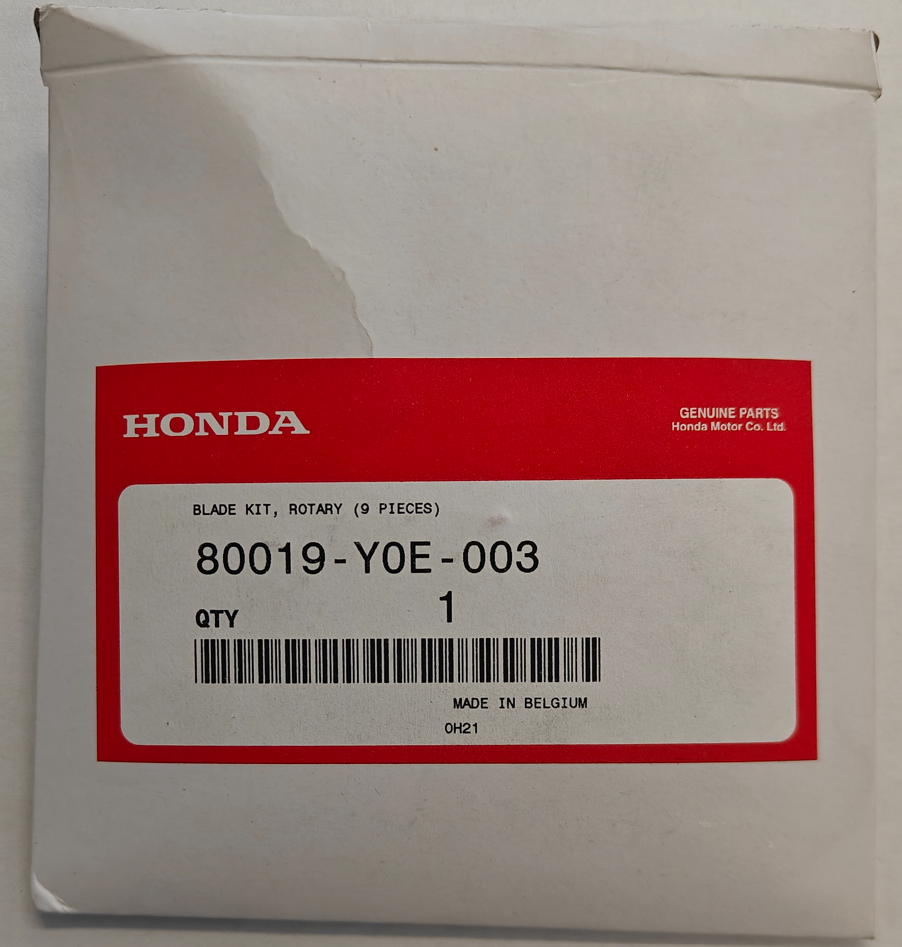 HONDA
GENUINE PARTS
Honda Motor Co. Ltd.
BLADE KIT, ROTARY (9 PIECES)
80019-Y0E-003
QTY 1
MADE IN BELGIUM
0H21